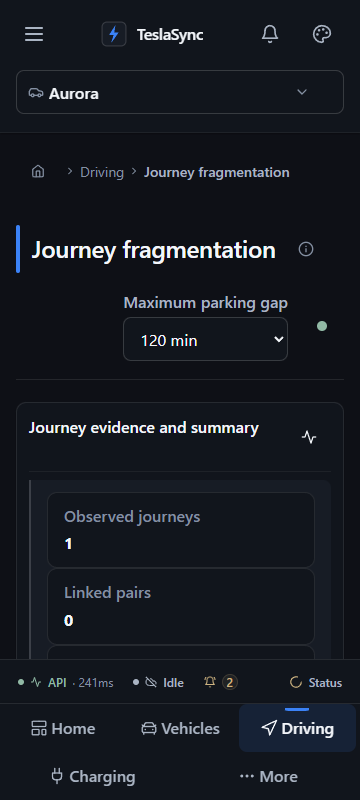 TeslaSync
Aurora
Driving
Journey fragmentation
Journey fragmentation
Maximum parking gap
120 min
Journey evidence and summary
Observed journeys
1
Linked pairs
0
API · 241ms
Idle
2
Status
Home
Vehicles
Driving
Charging
More